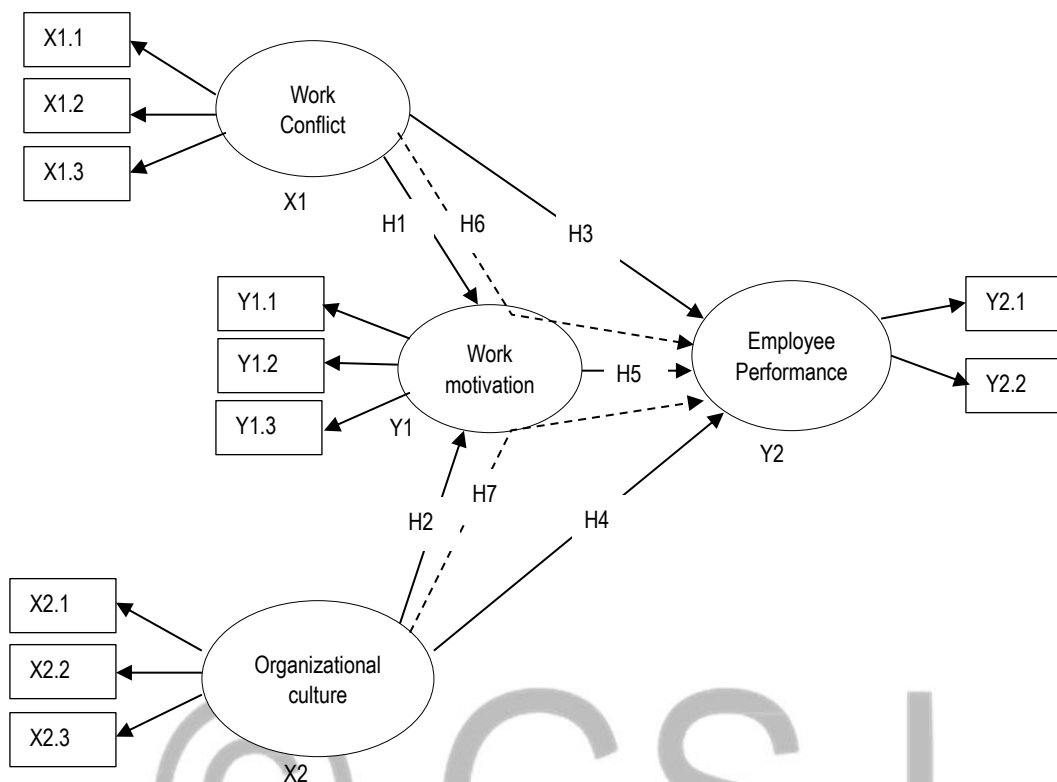 X1.1
X1.2
X1.3
Work
Conflict
X1
H1
H6
H3
Y1.1
Y1.2
Y1.3
Work
motivation
Y1
H5
Employee
Performance
Y2
Y2.1
Y2.2
H2
H7
H4
X2.1
X2.2
X2.3
Organizational
culture
X2
© GSJ